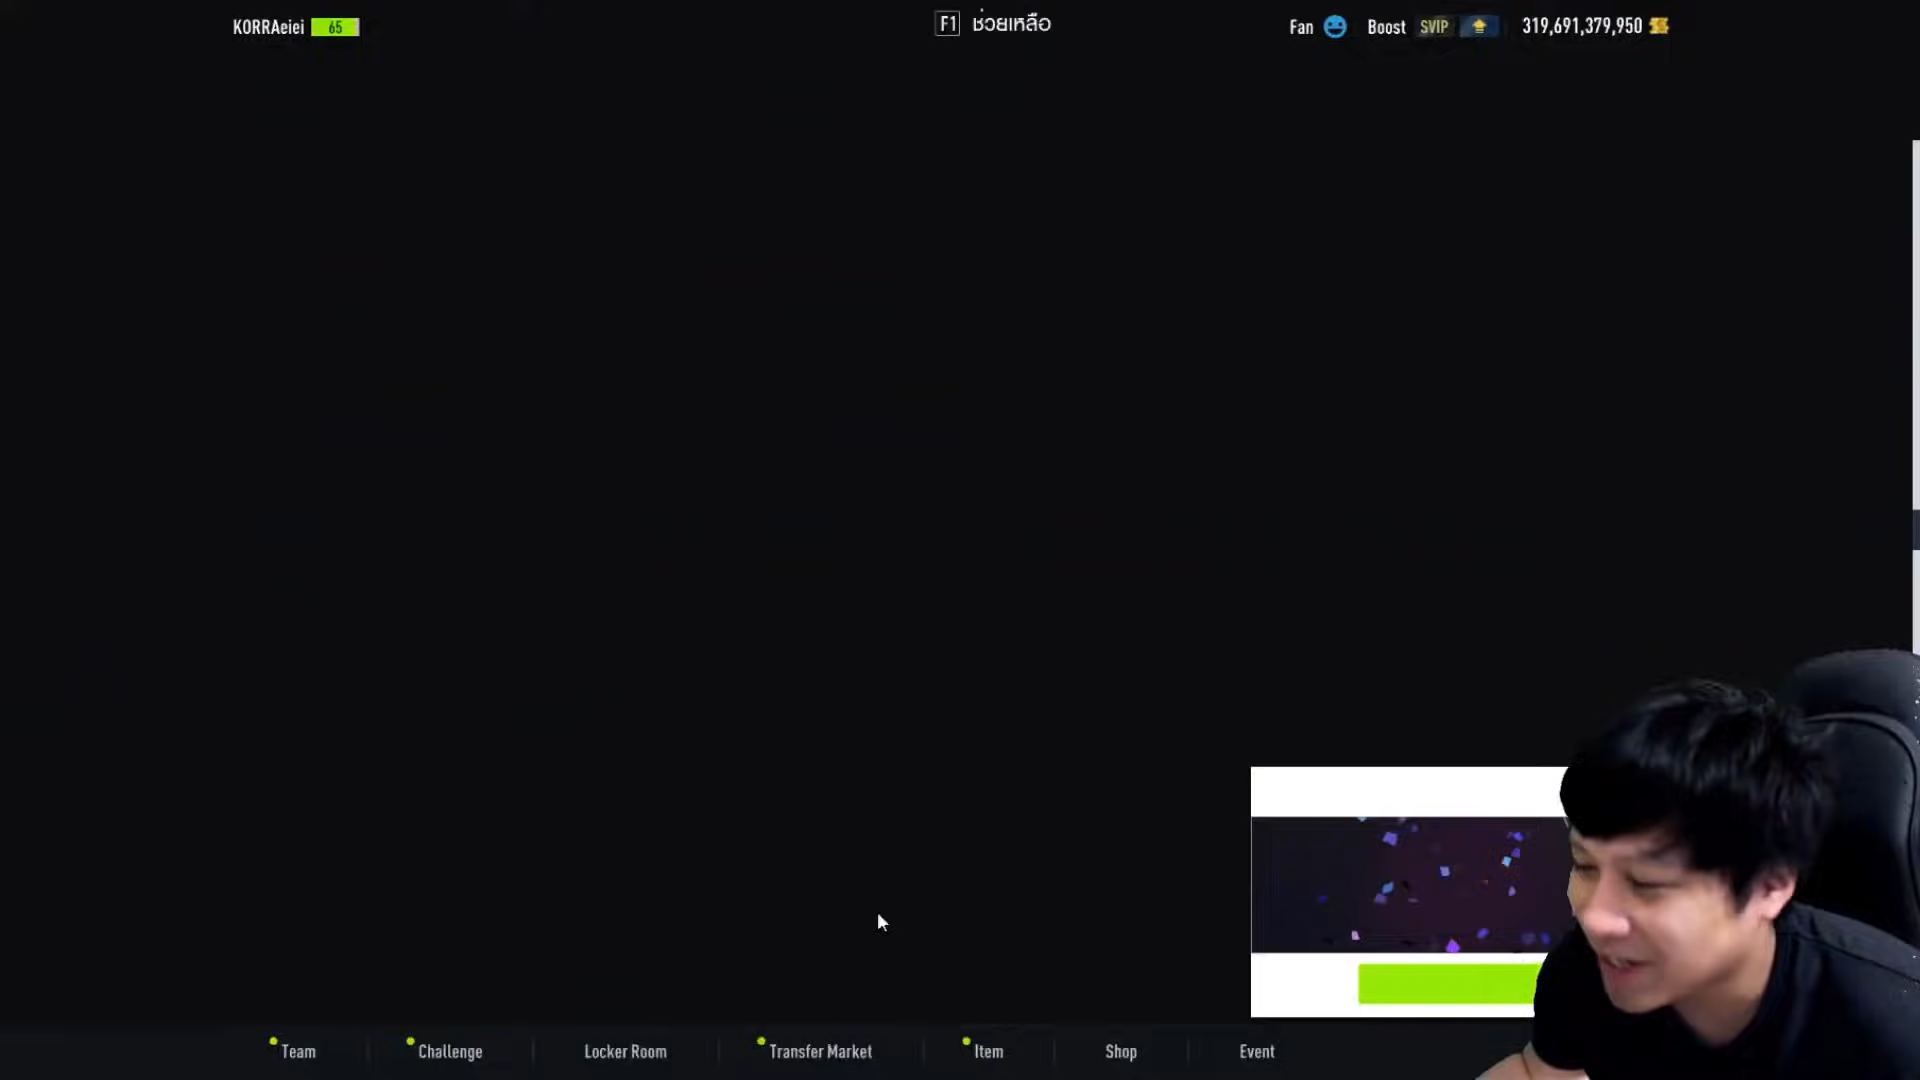 KORRAeiei 65
F1 ช่วยเหลือ
Fan Boost SVIP 319,691,379,950
Team Challenge Locker Room Transfer Market Item Shop Event